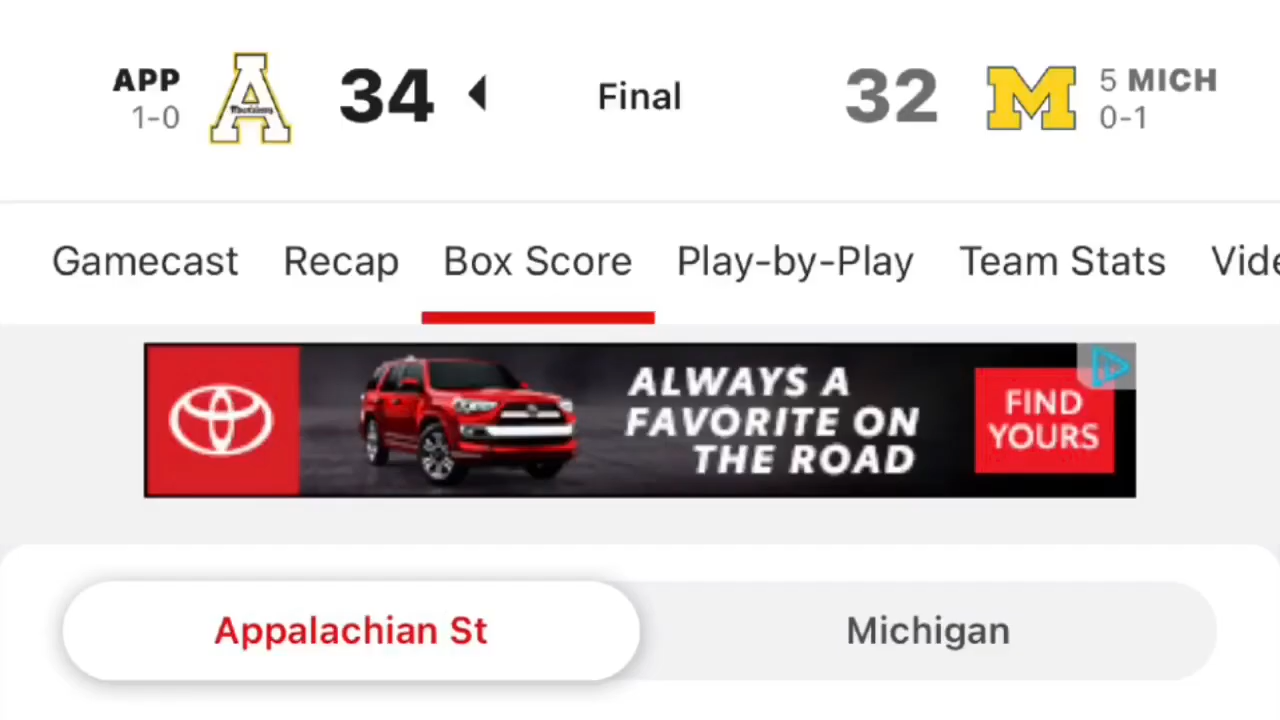 APP
1-0
34
Final
32
5 MICH
0-1
Gamecast Recap Box Score Play-by-Play Team Stats Vide
ALWAYS A
FAVORITE ON
THE ROAD
FIND
YOURS
Appalachian St
Michigan